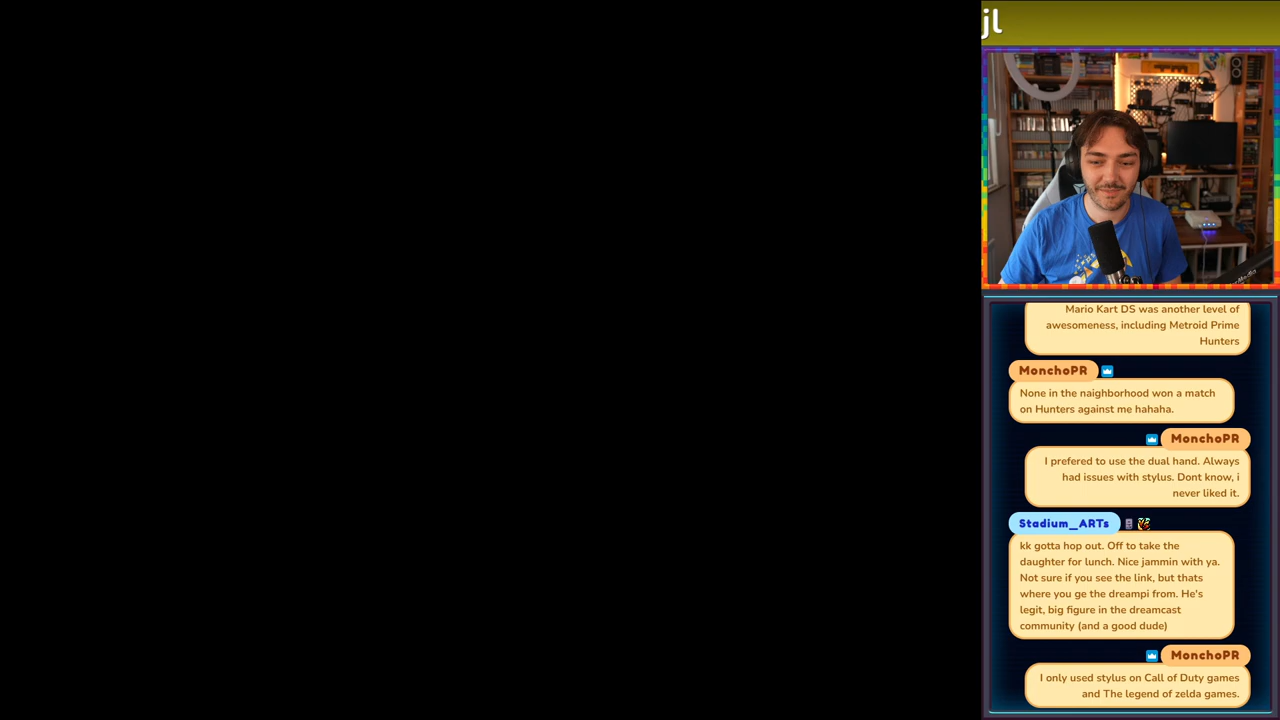 jl
Mario Kart DS was another level of
awesomeness, including Metroid Prime
Hunters
MonchoPR
None in the naighborhood won a match
on Hunters against me hahaha.
MonchoPR
I prefered to use the dual hand. Always
had issues with stylus. Dont know, i
never liked it.
Stadium_ARTs
kk gotta hop out. Off to take the
daughter for lunch. Nice jammin with ya.
Not sure if you see the link, but thats
where you ge the dreampi from. He's
legit, big figure in the dreamcast
community (and a good dude)
MonchoPR
I only used stylus on Call of Duty games
and The legend of zelda games.